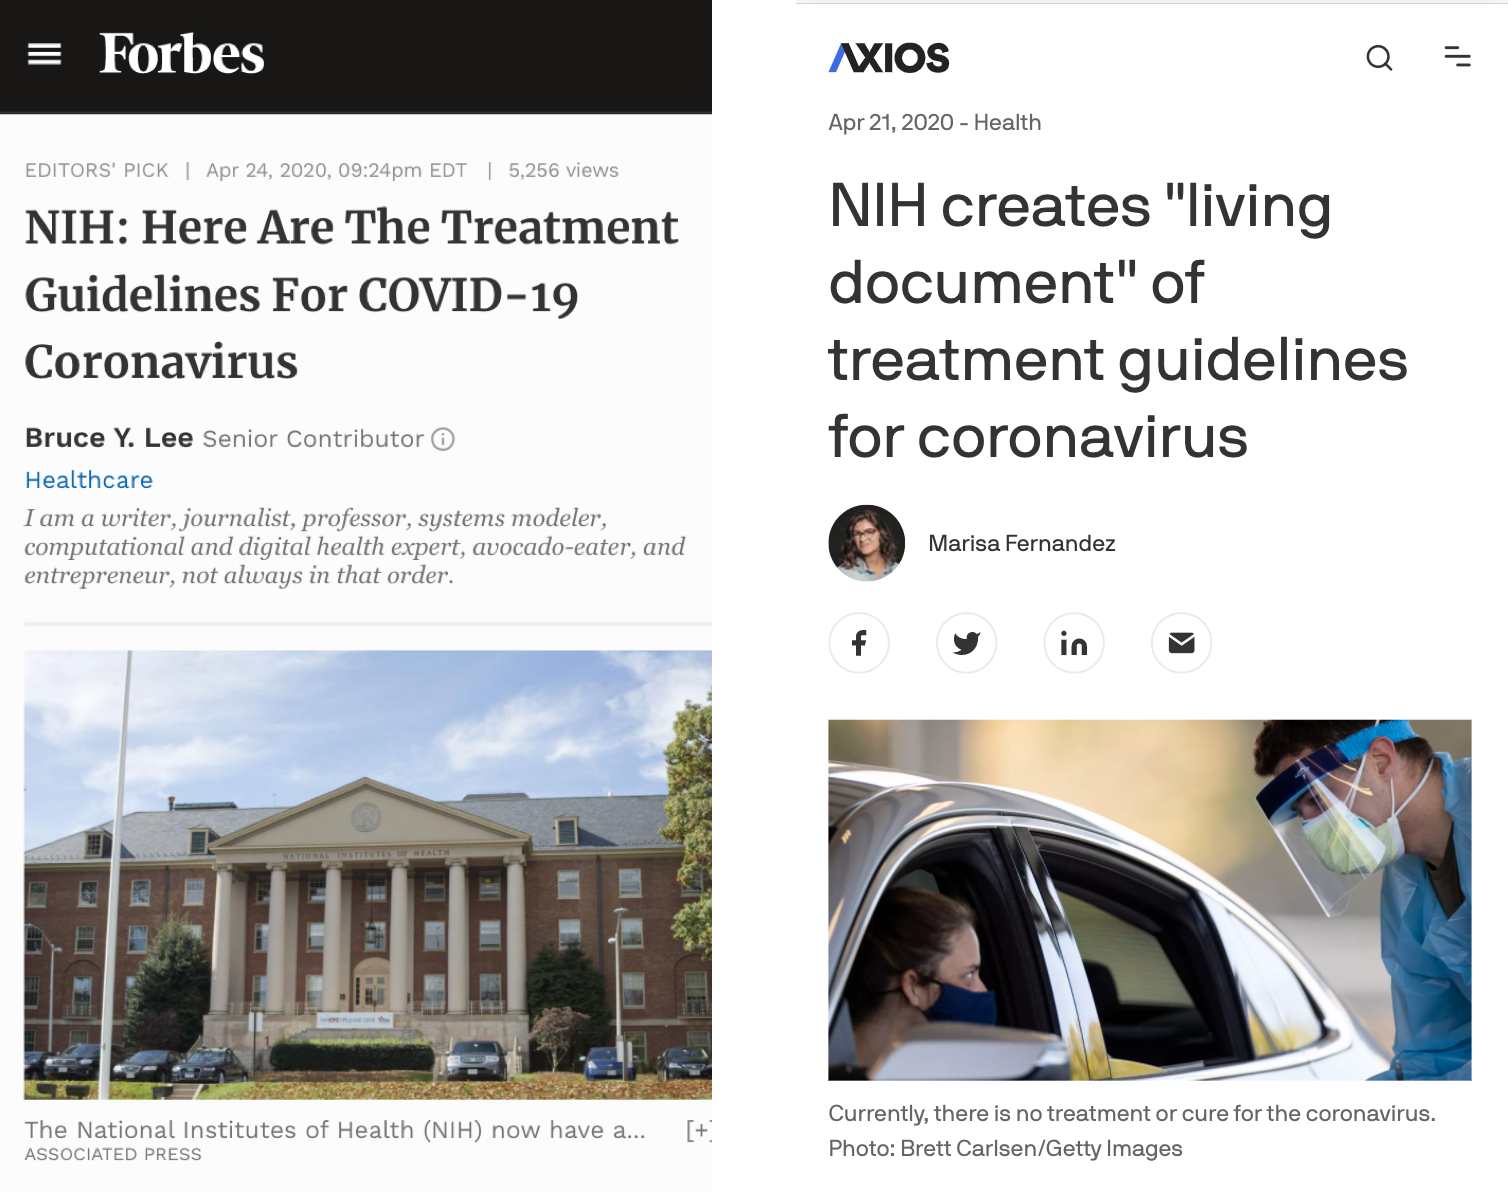 Forbes
EDITORS' PICK | Apr 24, 2020, 09:24pm EDT | 5,256 views
NIH: Here Are The Treatment
Guidelines For COVID-19
Coronavirus
Bruce Y. Lee Senior Contributor
Healthcare
I am a writer, journalist, professor, systems modeler,
computational and digital health expert, avocado-eater, and
entrepreneur, not always in that order.
NATIONAL INSTITUTES OF HEALTH
The National Institutes of Health (NIH) now have a... [+]
ASSOCIATED PRESS
AXIOS
Apr 21, 2020 - Health
NIH creates "living
document" of
treatment guidelines
for coronavirus
Marisa Fernandez
Currently, there is no treatment or cure for the coronavirus.
Photo: Brett Carlsen/Getty Images